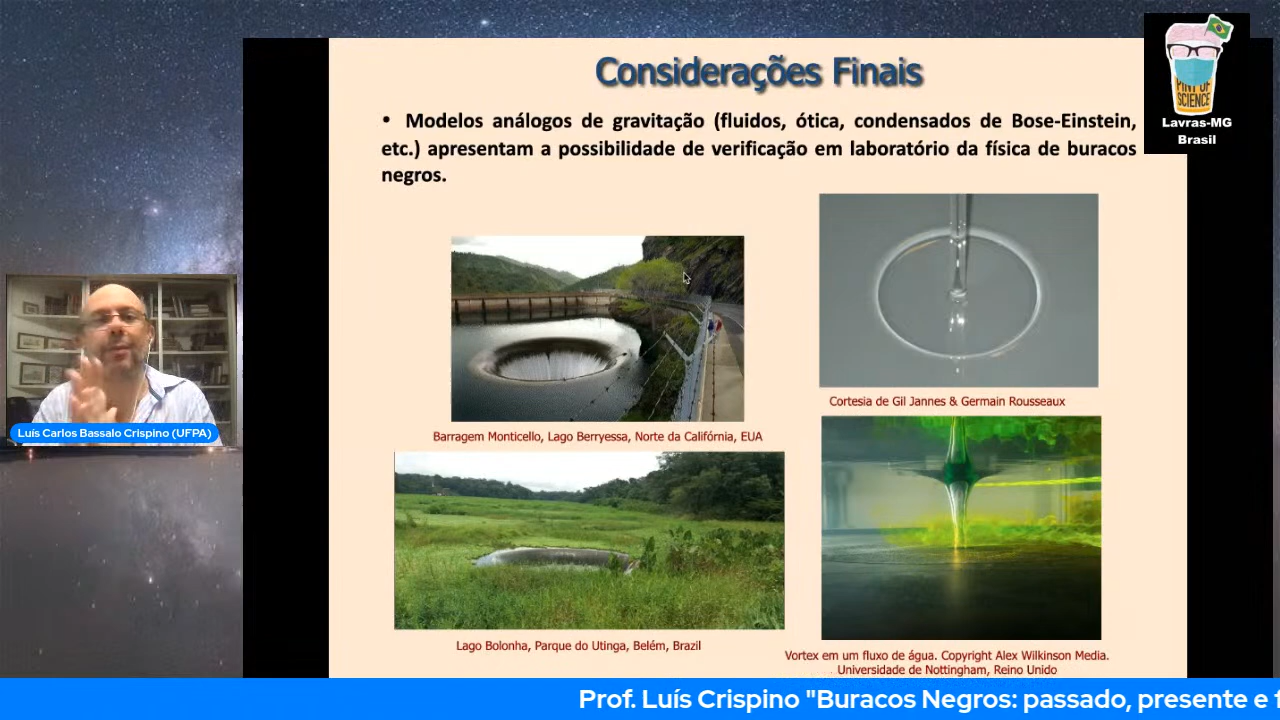 Considerações Finais
• Modelos análogos de gravitação (fluidos, ótica, condensados de Bose-Einstein,
etc.) apresentam a possibilidade de verificação em laboratório da física de buracos
negros.
PINT OF
SCIENCE
Lavras-MG
Brasil
Cortesia de Gil Jannes & Germain Rousseaux
Barragem Monticello, Lago Berryessa, Norte da Califórnia, EUA
Luís Carlos Bassalo Crispino (UFPA)
Lago Bolonha, Parque do Utinga, Belém, Brazil
Vortex em um fluxo de água. Copyright Alex Wilkinson Media.
Universidade de Nottingham, Reino Unido
Prof. Luís Crispino "Buracos Negros: passado, presente e